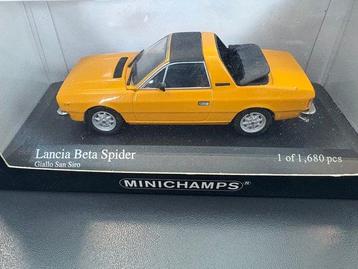 Lancia Beta Spider
Giallo San Siro
1 of 1,680 pcs
MINICHAMPS®